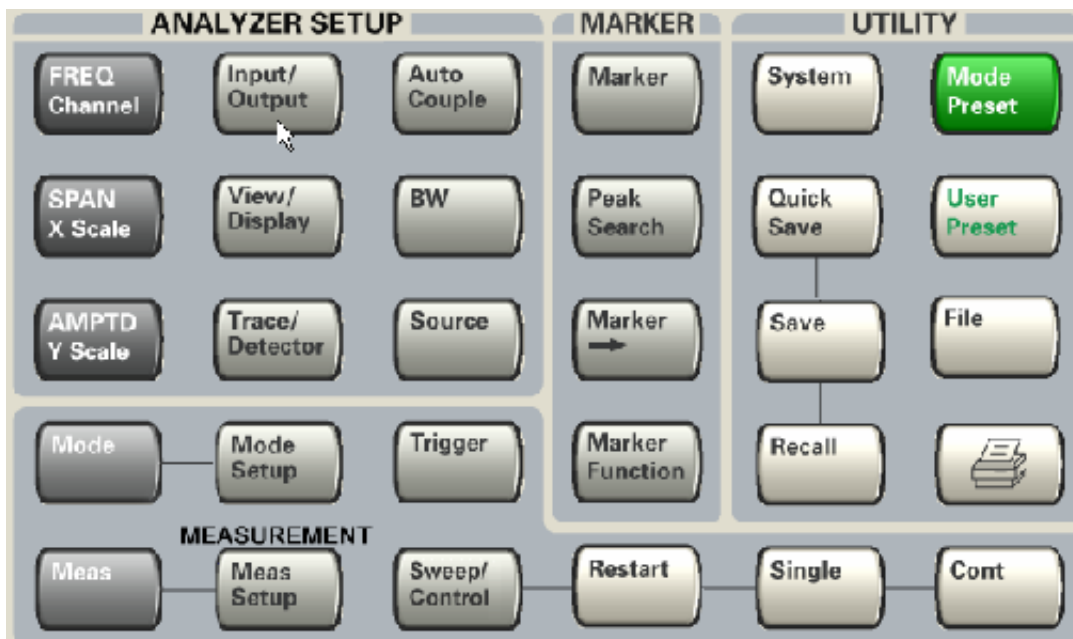 ANALYZER SETUP
MARKER
UTILITY
FREQ
Channel
Input/
Output
Auto
Couple
Marker
System
Mode
Preset
SPAN
X Scale
View/
Display
BW
Peak
Search
Quick
Save
User
Preset
AMPTD
Y Scale
Trace/
Detector
Source
Marker
Save
File
Mode
Mode
Setup
Trigger
Marker
Function
Recall
MEASUREMENT
Meas
Meas
Setup
Sweep/
Control
Restart
Single
Cont